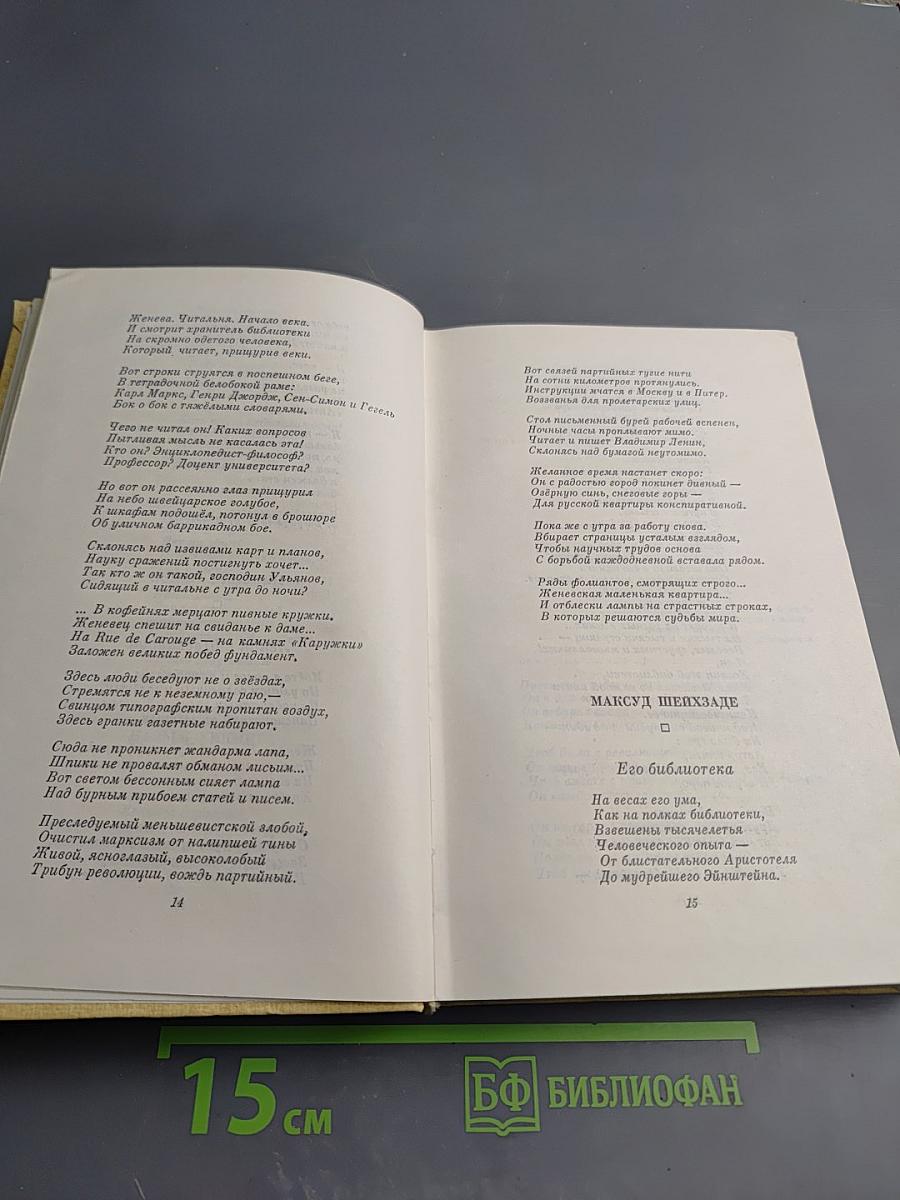 Женева. Читальня. Начало века.
И смотрит хранитель библиотеки
На скромно одетого человека,
Который читает, прищурив веки.
Вот строки струятся в поспешном беге,
В тетрадочной белобокой раме:
Карл Маркс, Генри Джордж, Сен-Симон и Гегель
Бок о бок с тяжёлыми словарями.
Чего не читал он! Каких вопросов
Пытливая мысль не касалась эта!
Кто он? Энциклопедист-философ?
Профессор? Доцент университета?
Но вот он рассеянно глаз прищурил
На небо швейцарское голубое,
К шкафам подошёл, потонул в брошюре
Об уличном баррикадном бое.
Склонясь над извивами карт и планов,
Науку сражений постигнуть хочет...
Так кто ж он такой, господин Ульянов,
Сидящий в читальне с утра до ночи?
... В кофейнях мерцают пивные кружки.
Женевец спешит на свиданье к даме...
На Rue de Carouge — на камнях «Каружки»
Заложен великих побед фундамент.
Здесь люди беседуют не о звёздах,
Стремятся не к неземному раю,—
Свинцом типографским пропитан воздух,
Здесь гранки газетные набирают.
Сюда не проникнет жандарма лапа,
Шпики не провалят обманом лисьим...
Вот светом бессонным сияет лампа
Над бурным прибоем статей и писем.
Преследуемый меньшевистской злобой,
Очистил марксизм от налипшей тины
Живой, ясноглазый, высоколобый
Трибун революции, вождь партийный.
14
Вот связей партийных тугие нити
На сотни километров протянулись.
Инструкции мчатся в Москву и в Питер.
Воззванья для пролетарских улиц.
Стол письменный бурей рабочей вспенен,
Ночные часы проплывают мимо.
Читает и пишет Владимир Ленин,
Склонясь над бумагой неутомимо.
Желанное время настанет скоро:
Он с радостью город покинет дивный —
Озёрную синь, снеговые горы —
Для русской квартиры конспиративной.
Пока же с утра за работу снова.
Вбирает страницы усталым взглядом,
Чтобы научных трудов основа
С борьбой каждодневной вставала рядом.
Ряды фолиантов, смотрящих строго...
Женевская маленькая квартира...
И отблески лампы на страстных строках,
В которых решаются судьбы мира.
МАКСУД ШЕЙХЗАДЕ
Его библиотека
На весах его ума,
Как на полках библиотеки,
Взвешены тысячелетья
Человеческого опыта —
От блистательного Аристотеля
До мудрейшего Эйнштейна.
15
15 см
БФ БИБЛИОФАН